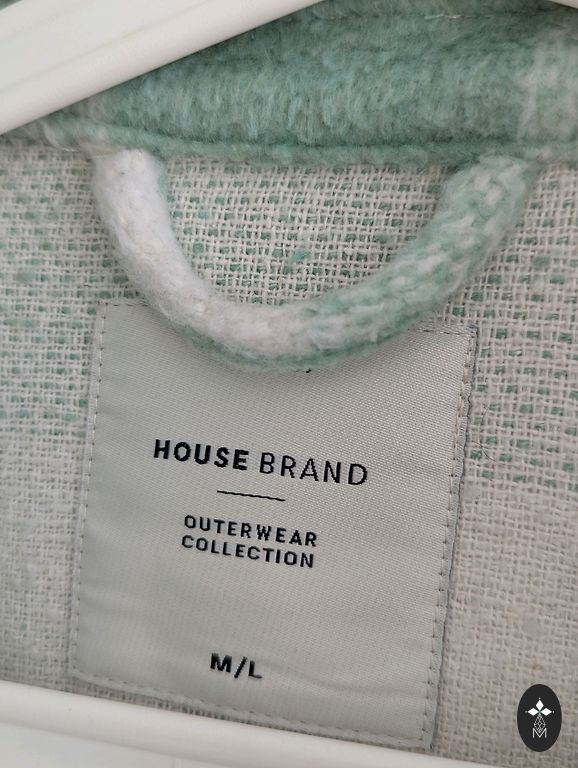 HOUSE BRAND
OUTERWEAR
COLLECTION
M/L
M